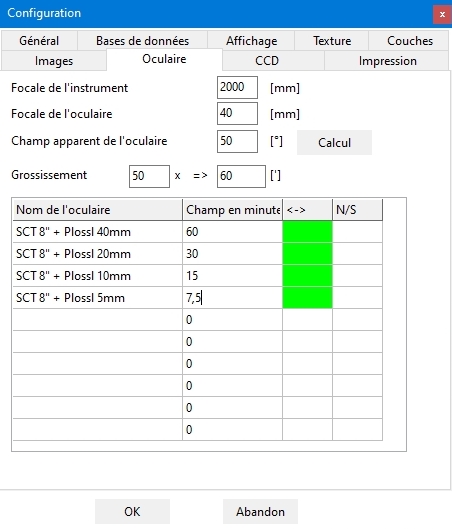 Configuration
x
Général Bases de données Affichage Texture Couches
Images Oculaire CCD Impression
Focale de l'instrument 2000 [mm]
Focale de l'oculaire 40 [mm]
Champ apparent de l'oculaire 50 [°] Calcul
Grossissement 50 x => 60 [']
Nom de l'oculaire Champ en minute <-> N/S
SCT 8" + Plossl 40mm 60
SCT 8" + Plossl 20mm 30
SCT 8" + Plossl 10mm 15
SCT 8" + Plossl 5mm 7,5
0
0
0
0
0
0
OK Abandon